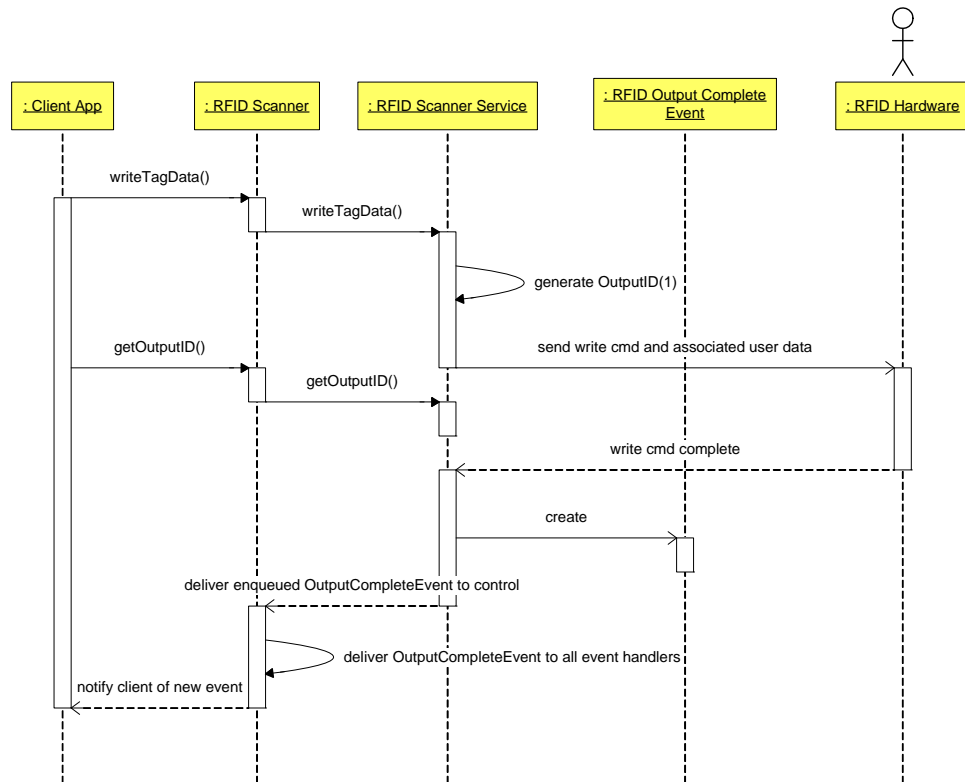 : Client App
: RFID Scanner
: RFID Scanner Service
: RFID Output Complete
Event
: RFID Hardware
writeTagData()
writeTagData()
generate OutputID(1)
getOutputID()
send write cmd and associated user data
getOutputID()
write cmd complete
create
deliver enqueued OutputCompleteEvent to control
deliver OutputCompleteEvent to all event handlers
notify client of new event